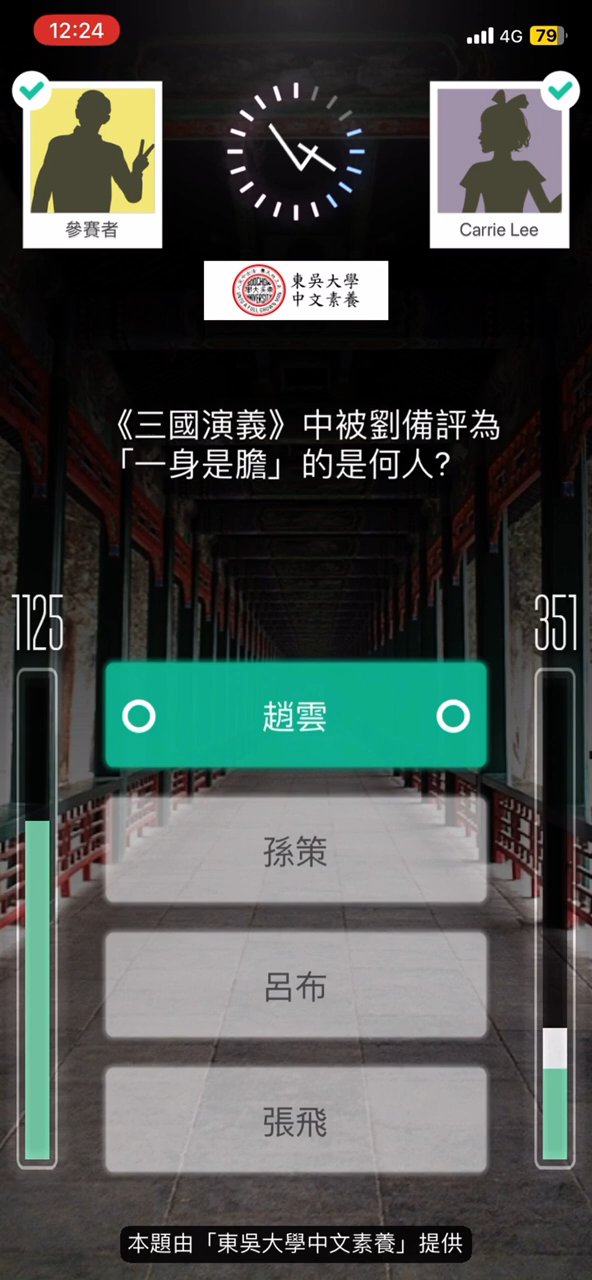 12:24
4G
79
參賽者
Carrie Lee
東吳大學
中文素養
《三國演義》中被劉備評為
「一身是膽」的是何人?
1125
351
趙雲
孫策
呂布
張飛
本題由「東吳大學中文素養」提供